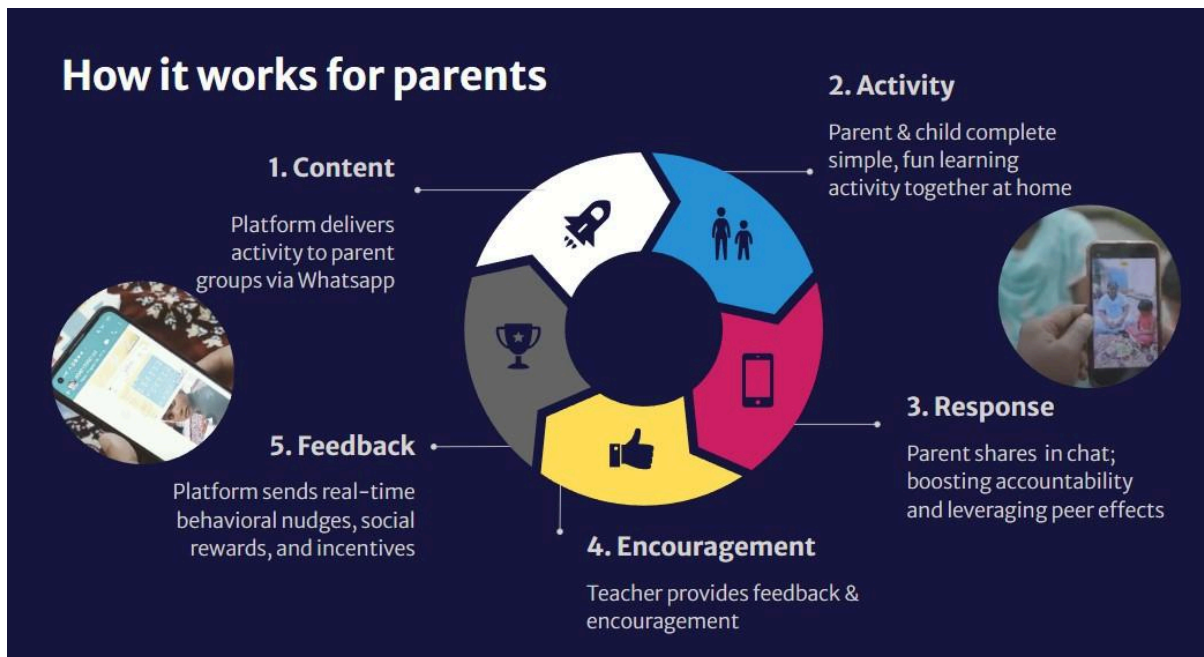 How it works for parents
1. Content
Platform delivers
activity to parent
groups via Whatsapp
2. Activity
Parent & child complete
simple, fun learning
activity together at home
3. Response
Parent shares in chat;
boosting accountability
and leveraging peer effects
4. Encouragement
Teacher provides feedback &
encouragement
5. Feedback
Platform sends real-time
behavioral nudges, social
rewards, and incentives